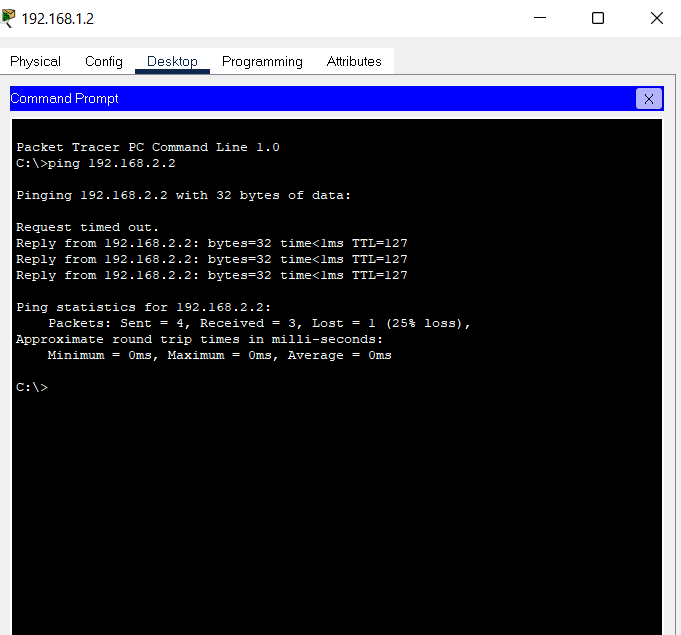 192.168.1.2
Physical Config Desktop Programming Attributes
Command Prompt X
Packet Tracer PC Command Line 1.0
C:\>ping 192.168.2.2
Pinging 192.168.2.2 with 32 bytes of data:
Request timed out.
Reply from 192.168.2.2: bytes=32 time<1ms TTL=127
Reply from 192.168.2.2: bytes=32 time<1ms TTL=127
Reply from 192.168.2.2: bytes=32 time<1ms TTL=127
Ping statistics for 192.168.2.2:
    Packets: Sent = 4, Received = 3, Lost = 1 (25% loss),
Approximate round trip times in milli-seconds:
    Minimum = 0ms, Maximum = 0ms, Average = 0ms
C:\>